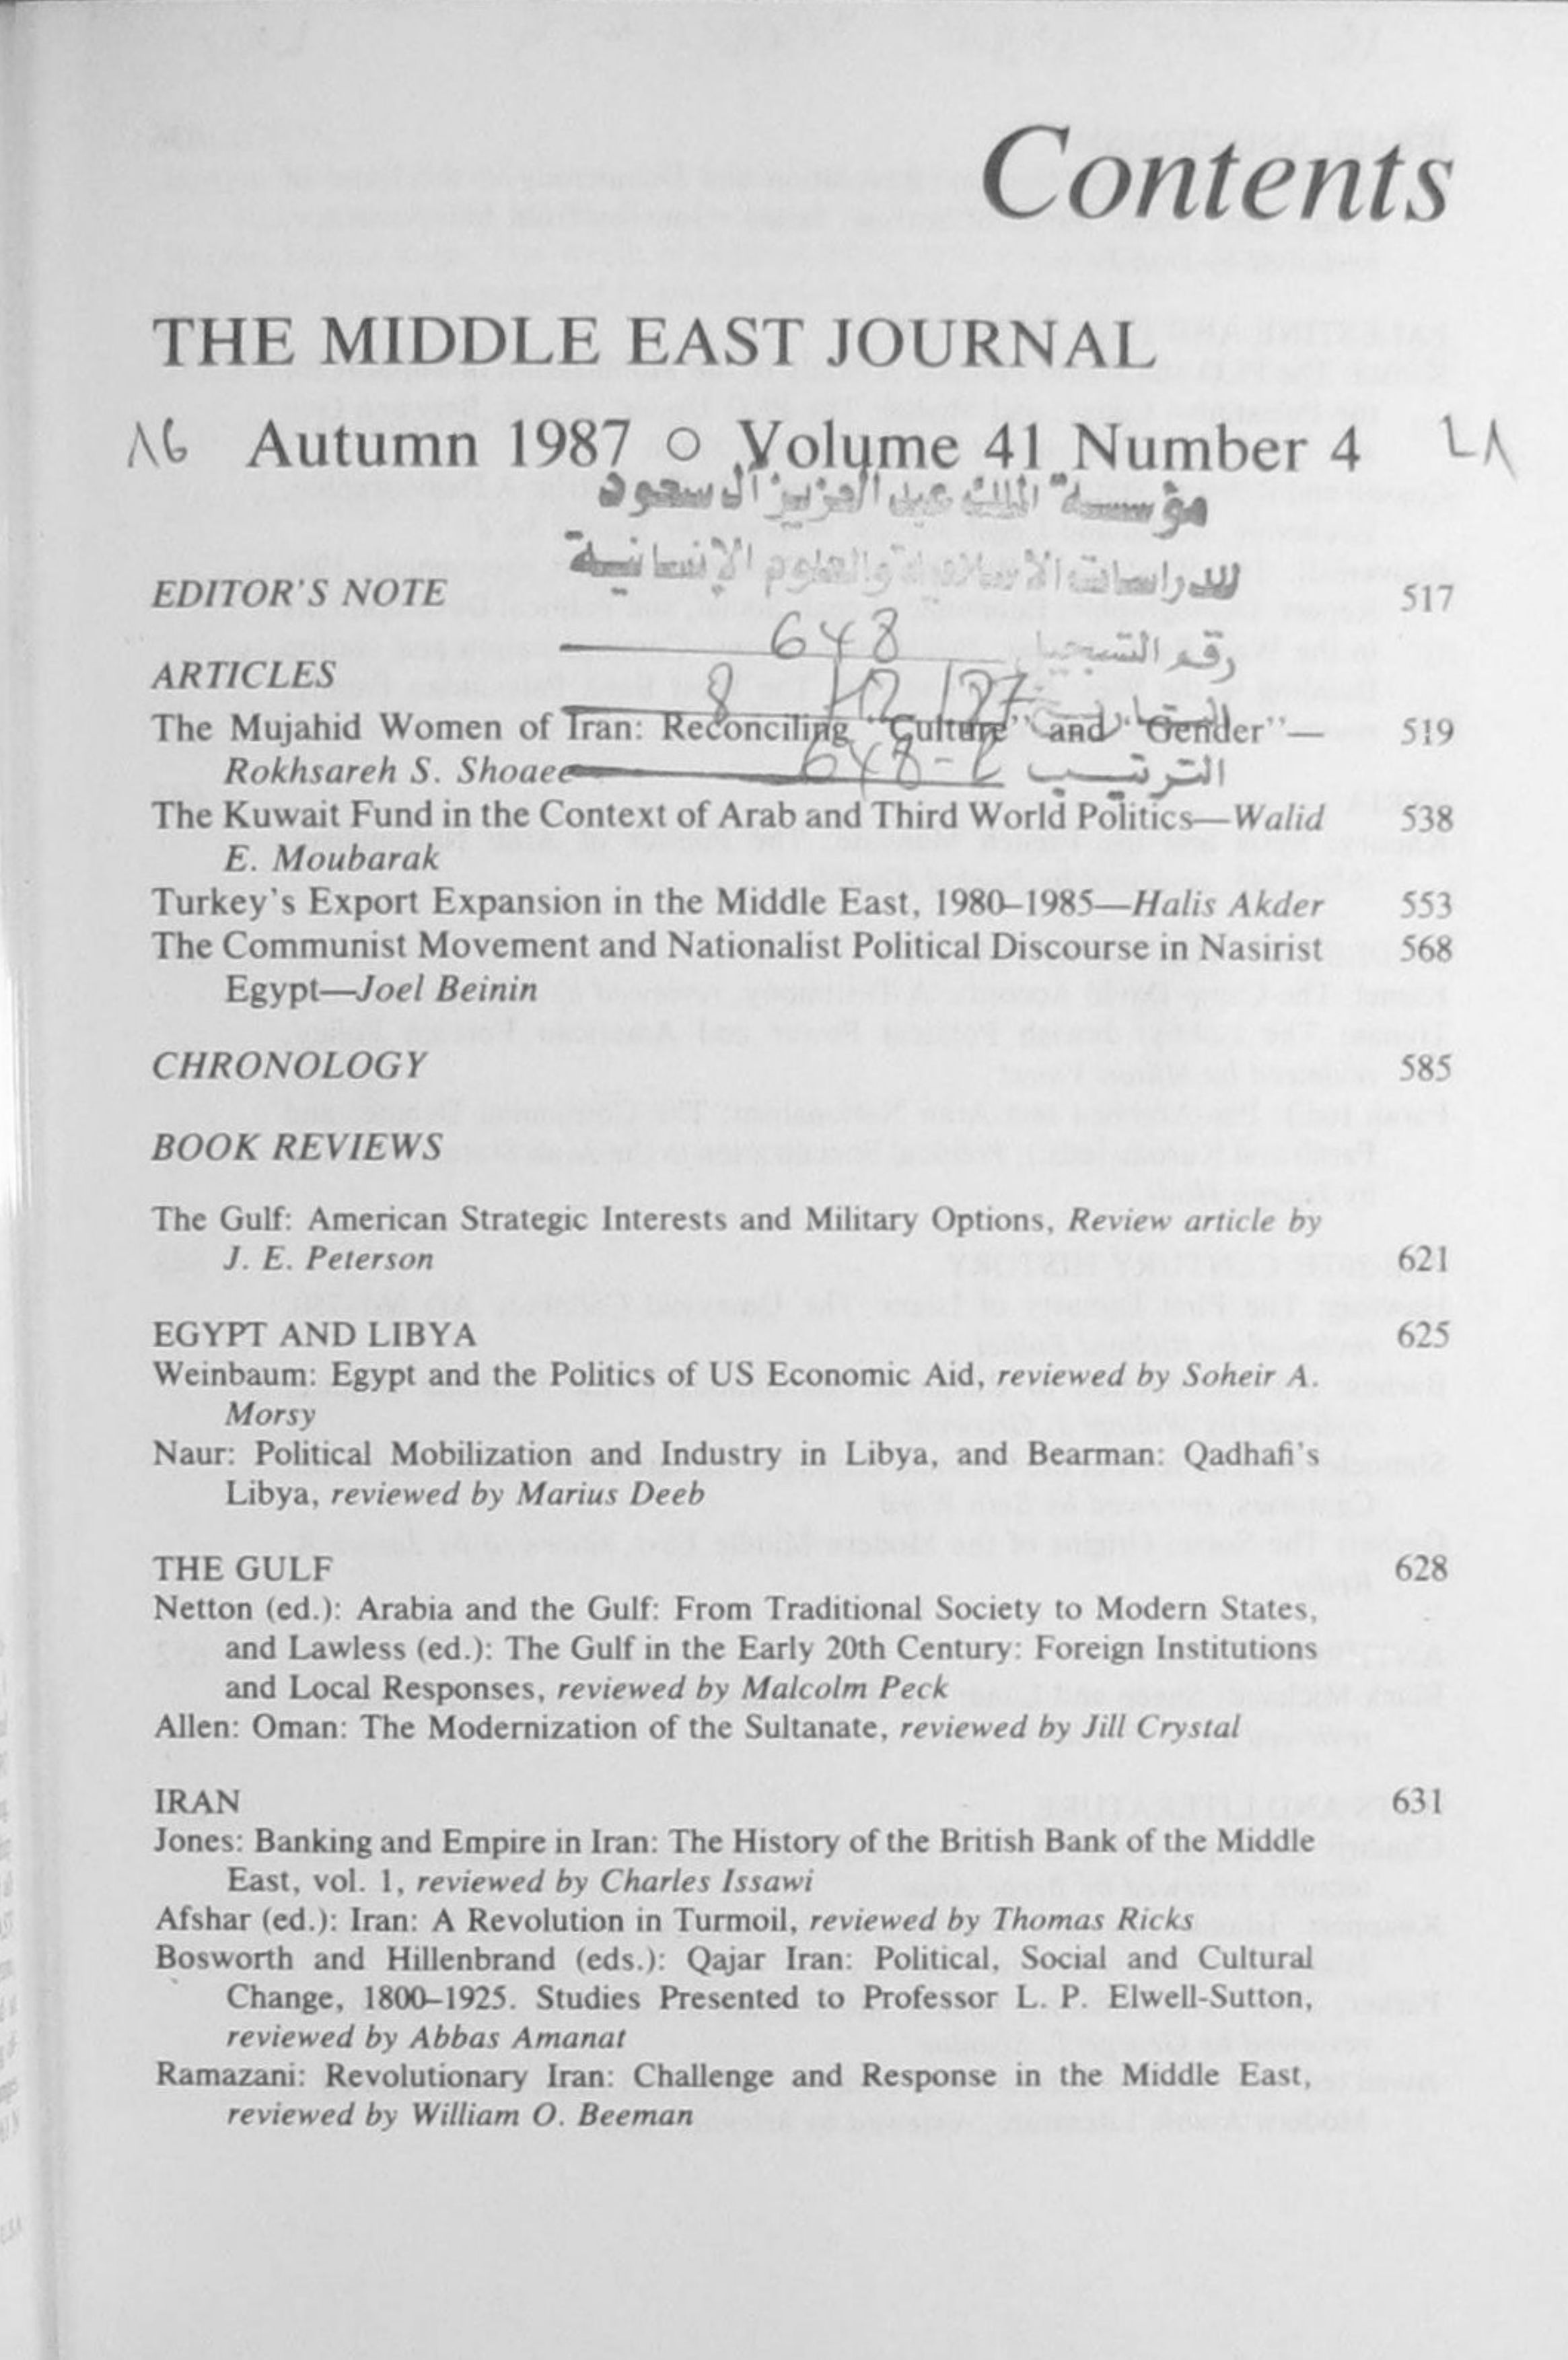 Contents
THE MIDDLE EAST JOURNAL
Autumn 1987 ○ Volume 41 Number 4
مؤسسة الملك عبد العزيز آل سعود
للدراسات الاسلامية والعلوم الإنسانية
EDITOR'S NOTE 517
648 رقم التسجيل
ARTICLES
8 12 87 التاريخ
The Mujahid Women of Iran: Reconciling "Culture" and "Gender"— 519
Rokhsareh S. Shoaee
648- الترتيب
The Kuwait Fund in the Context of Arab and Third World Politics—Walid 538
E. Moubarak
Turkey's Export Expansion in the Middle East, 1980–1985—Halis Akder 553
The Communist Movement and Nationalist Political Discourse in Nasirist 568
Egypt—Joel Beinin
CHRONOLOGY 585
BOOK REVIEWS
The Gulf: American Strategic Interests and Military Options, Review article by
J. E. Peterson 621
EGYPT AND LIBYA 625
Weinbaum: Egypt and the Politics of US Economic Aid, reviewed by Soheir A.
Morsy
Naur: Political Mobilization and Industry in Libya, and Bearman: Qadhafi's
Libya, reviewed by Marius Deeb
THE GULF 628
Netton (ed.): Arabia and the Gulf: From Traditional Society to Modern States,
and Lawless (ed.): The Gulf in the Early 20th Century: Foreign Institutions
and Local Responses, reviewed by Malcolm Peck
Allen: Oman: The Modernization of the Sultanate, reviewed by Jill Crystal
IRAN 631
Jones: Banking and Empire in Iran: The History of the British Bank of the Middle
East, vol. 1, reviewed by Charles Issawi
Afshar (ed.): Iran: A Revolution in Turmoil, reviewed by Thomas Ricks
Bosworth and Hillenbrand (eds.): Qajar Iran: Political, Social and Cultural
Change, 1800–1925. Studies Presented to Professor L. P. Elwell-Sutton,
reviewed by Abbas Amanat
Ramazani: Revolutionary Iran: Challenge and Response in the Middle East,
reviewed by William O. Beeman